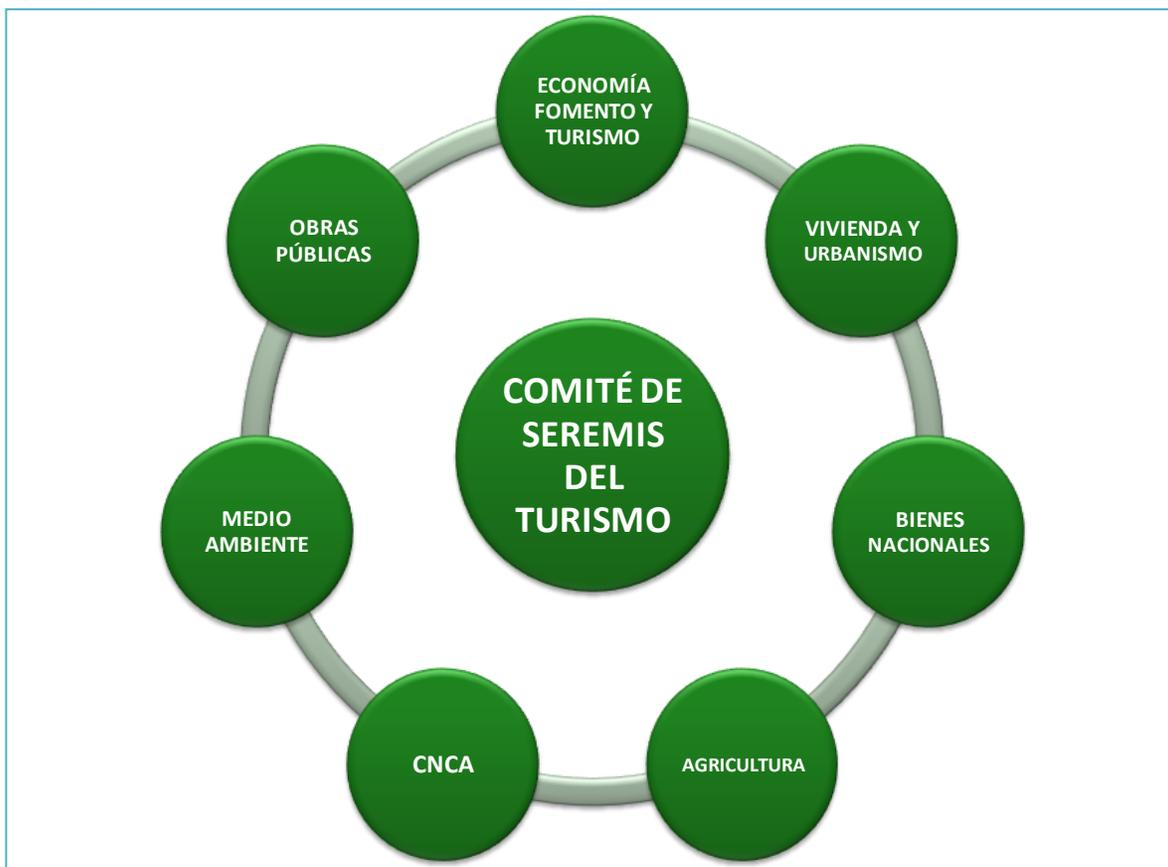 ECONOMÍA
FOMENTO Y
TURISMO
VIVIENDA Y
URBANISMO
BIENES
NACIONALES
AGRICULTURA
CNCA
MEDIO
AMBIENTE
OBRAS
PÚBLICAS
COMITÉ DE
SEREMIS
DEL
TURISMO